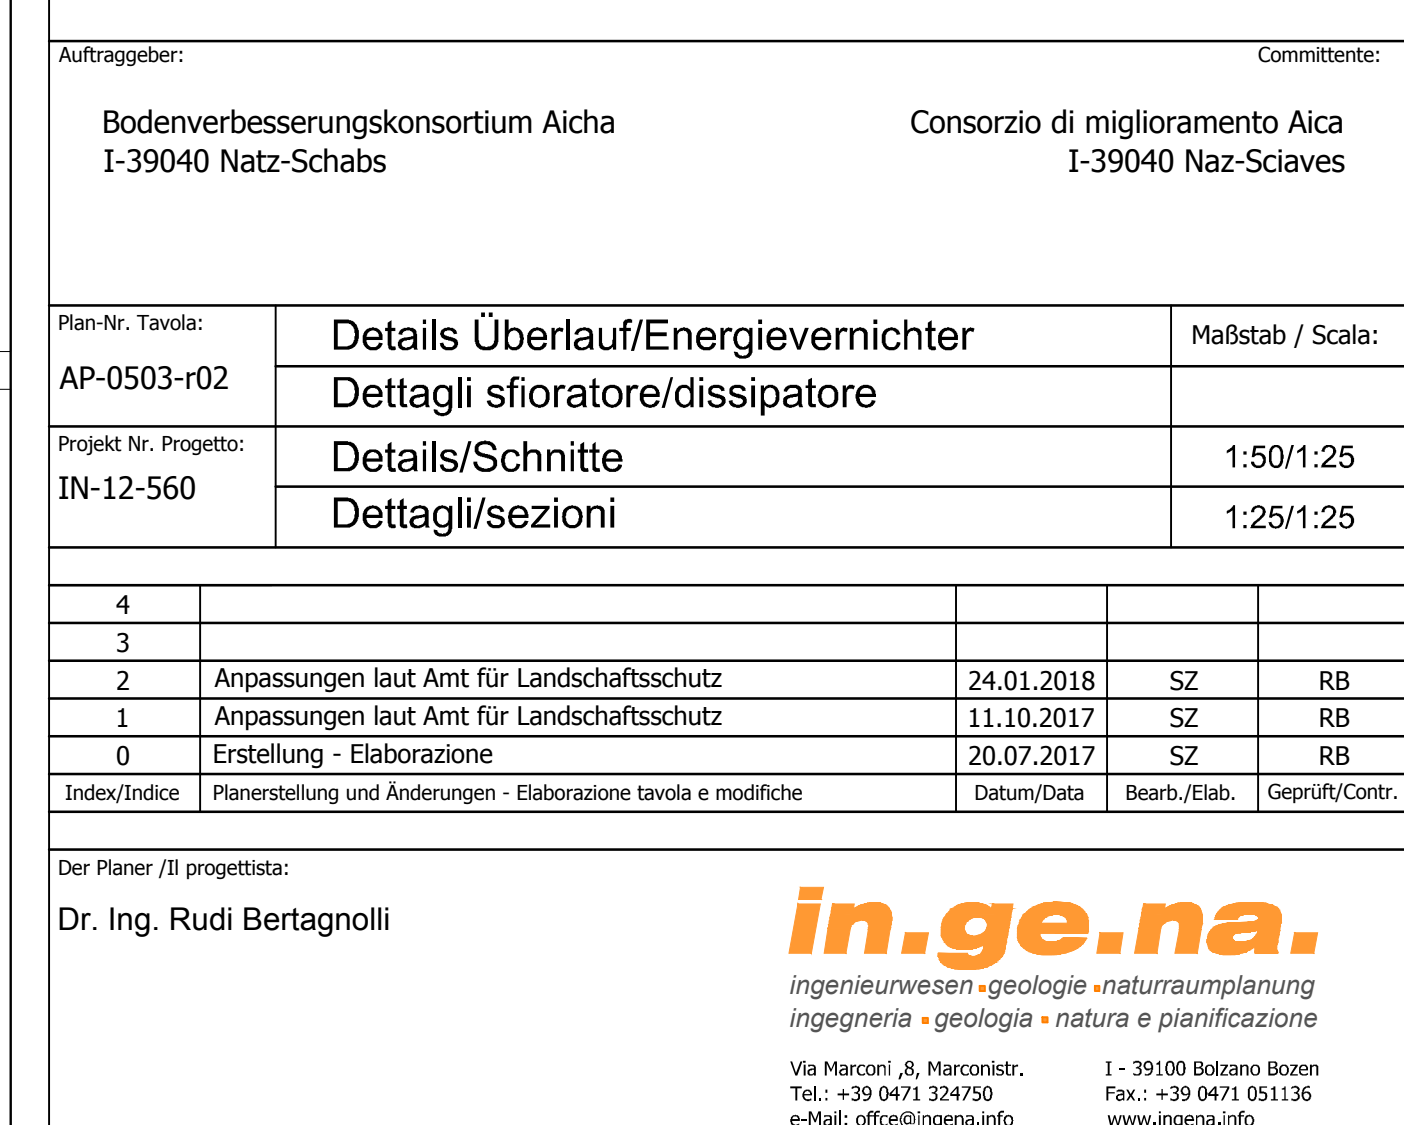 Auftraggeber: Committente:
Bodenverbesserungskonsortium Aicha Consorzio di miglioramento Aica
I-39040 Natz-Schabs I-39040 Naz-Sciaves
Plan-Nr. Tavola: Details Überlauf/Energievernichter Maßstab / Scala:
AP-0503-r02 Dettagli sfioratore/dissipatore
Projekt Nr. Progetto: Details/Schnitte 1:50/1:25
IN-12-560 Dettagli/sezioni 1:25/1:25
4
3
2 Anpassungen laut Amt für Landschaftsschutz 24.01.2018 SZ RB
1 Anpassungen laut Amt für Landschaftsschutz 11.10.2017 SZ RB
0 Erstellung - Elaborazione 20.07.2017 SZ RB
Index/Indice Planerstellung und Änderungen - Elaborazione tavola e modifiche Datum/Data Bearb./Elab. Geprüft/Contr.
Der Planer /Il progettista:
Dr. Ing. Rudi Bertagnolli
in.ge.na.
ingenieurwesen geologie naturraumplanung
ingegneria geologia natura e pianificazione
Via Marconi ,8, Marconistr. I - 39100 Bolzano Bozen
Tel.: +39 0471 324750 Fax.: +39 0471 051136
e-Mail: offce@ingena.info www.ingena.info